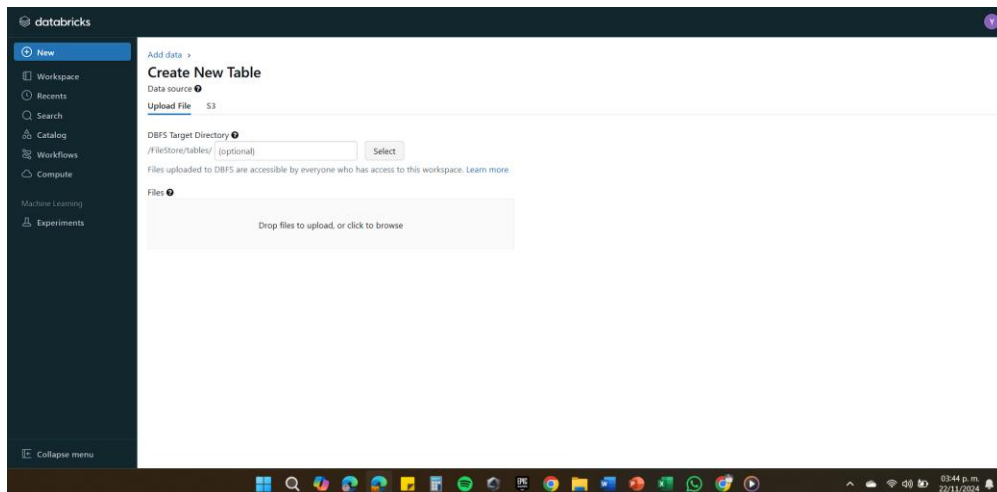 databricks
Y
New
Workspace
Recents
Search
Catalog
Workflows
Compute
Machine Learning
Experiments
Collapse menu
Add data >
Create New Table
Data source
Upload File S3
DBFS Target Directory
/FileStore/tables/ (optional) Select
Files uploaded to DBFS are accessible by everyone who has access to this workspace. Learn more
Files
Drop files to upload, or click to browse
EPIC
03:44 p. m.
22/11/2024